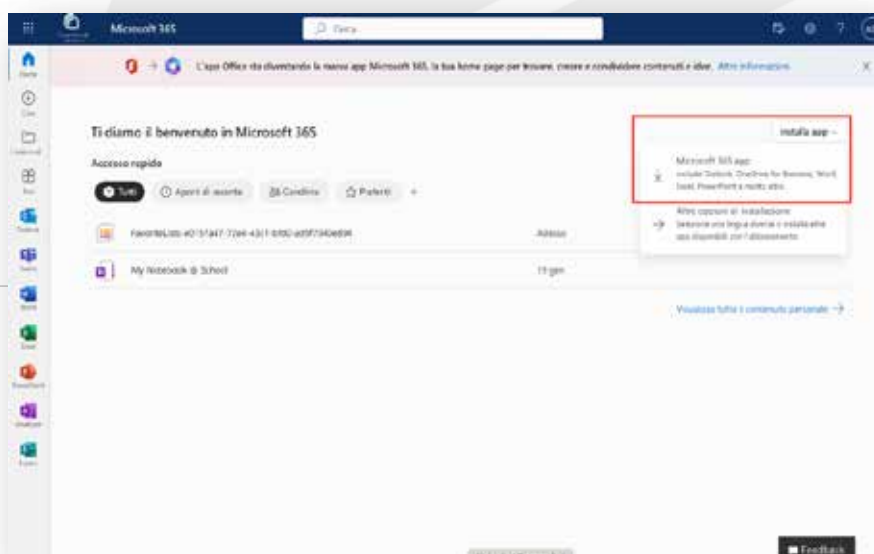 Microsoft 365
Cerca
L'app Office sta diventando la nuova app Microsoft 365, la tua home page per trovare, creare e condividere contenuti e idee. Altre informazioni
Ti diamo il benvenuto in Microsoft 365
Installa app
Accesso rapido
Microsoft 365 app
Include Outlook, OneDrive for Business, Word,
Excel, PowerPoint e molto altro.
Tutti
Aperti di recente
Condivisi
Preferiti
Altre opzioni di installazione
Seleziona una lingua diversa o installa altre
app disponibili con l'abbonamento.
Adesso
My Notebook @ School
19 gen
Visualizza tutto il contenuto personale
Feedback